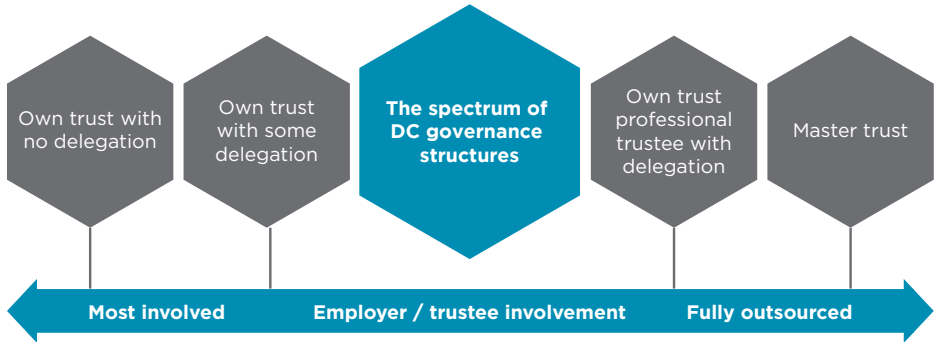 Own trust with
no delegation
Own trust
with some
delegation
The spectrum of
DC governance
structures
Own trust
professional
trustee with
delegation
Master trust
Most involved
Employer / trustee involvement
Fully outsourced